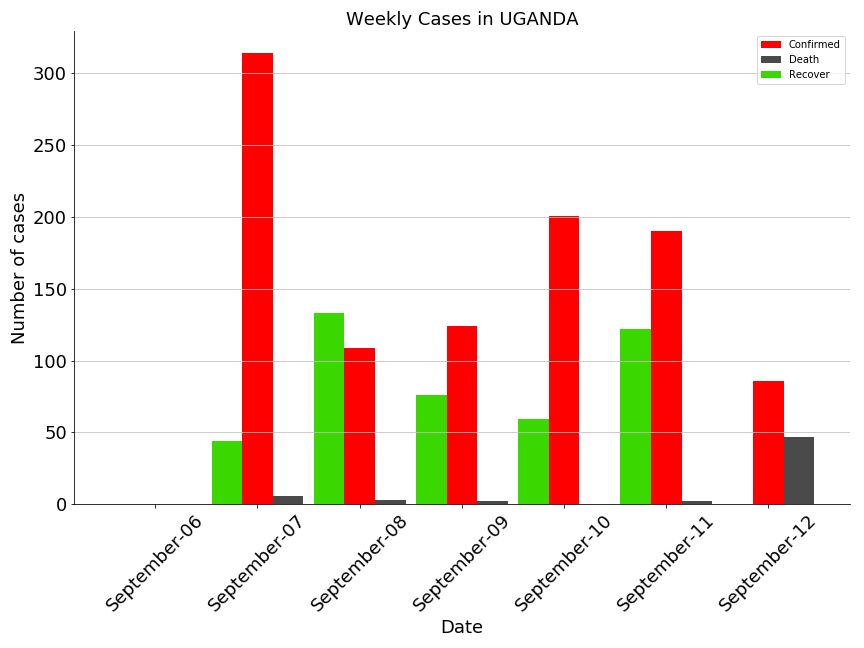 Weekly Cases in UGANDA
Confirmed
Death
Recover
Number of cases
300
250
200
150
100
50
0
September-06
September-07
September-08
September-09
September-10
September-11
September-12
Date